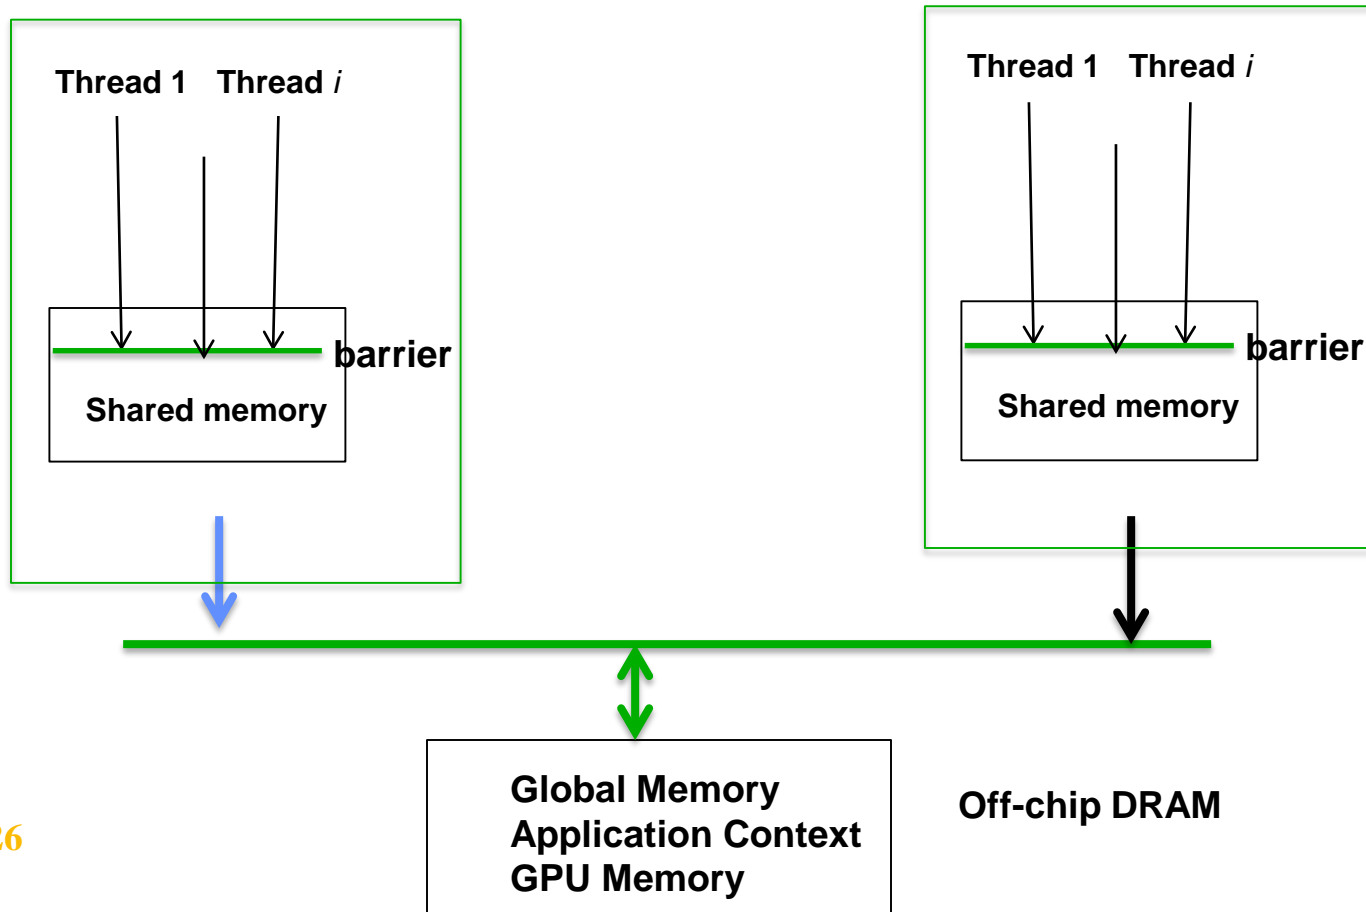 Thread 1 Thread i
barrier
Shared memory
Thread 1 Thread i
barrier
Shared memory
Global Memory
Application Context
GPU Memory
Off-chip DRAM